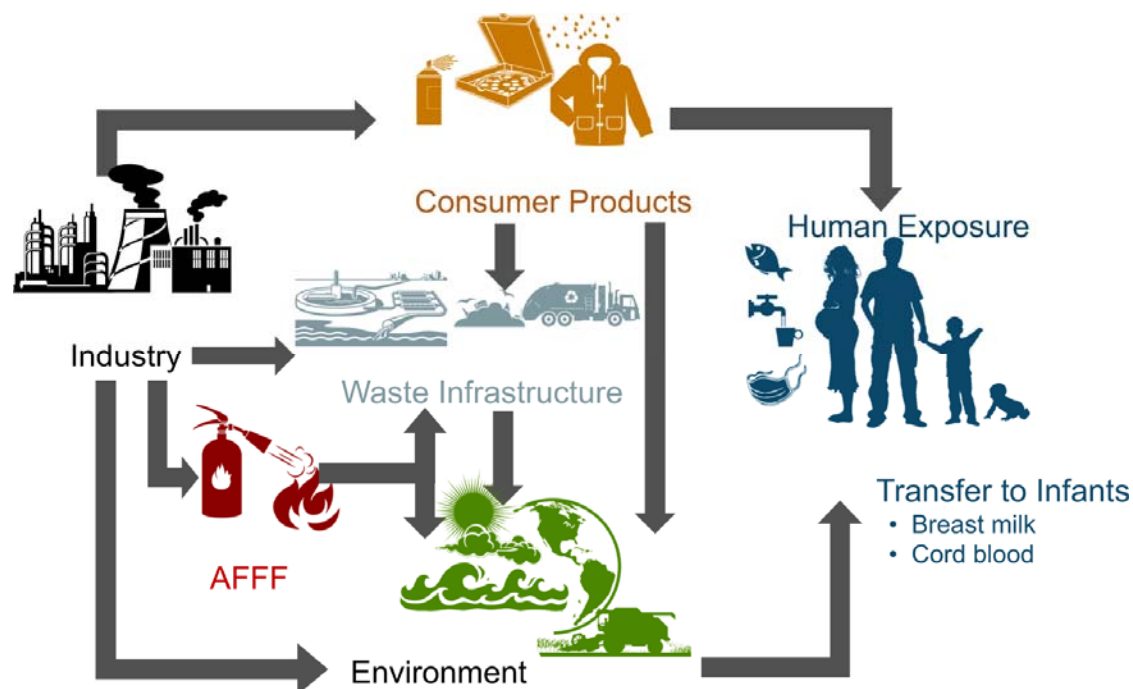 Consumer Products
Human Exposure
Industry
Waste Infrastructure
Transfer to Infants
• Breast milk
• Cord blood
AFFF
Environment